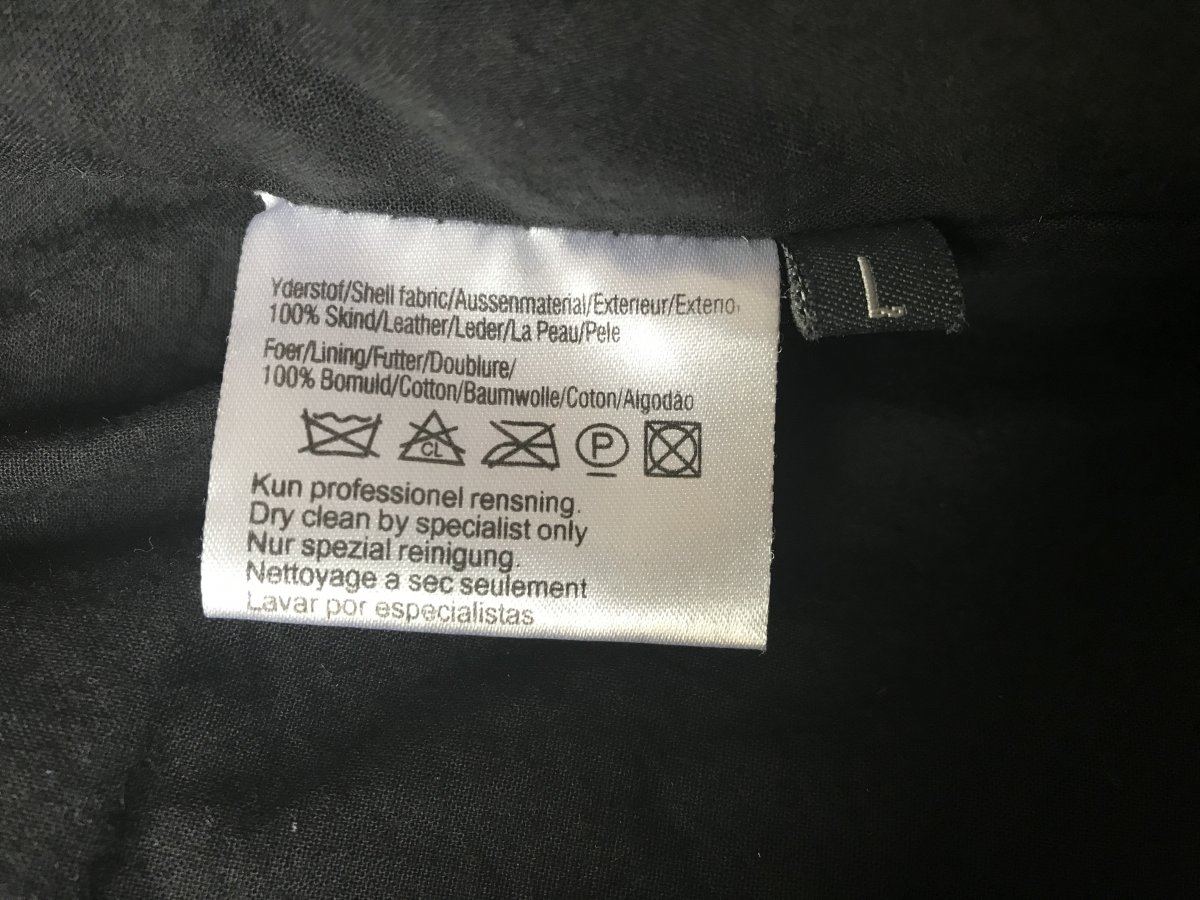 Yderstof/Shell fabric/Aussenmaterial/Exterieur/Exterio
100% Skind/Leather/Leder/La Peau/Pele
Foer/Lining/Futter/Doublure/
100% Bomuld/Cotton/Baumwolle/Coton/Algodão
CL
P
Kun professionel rensning.
Dry clean by specialist only
Nur spezial reinigung.
Nettoyage a sec seulement
Lavar por especialistas
L